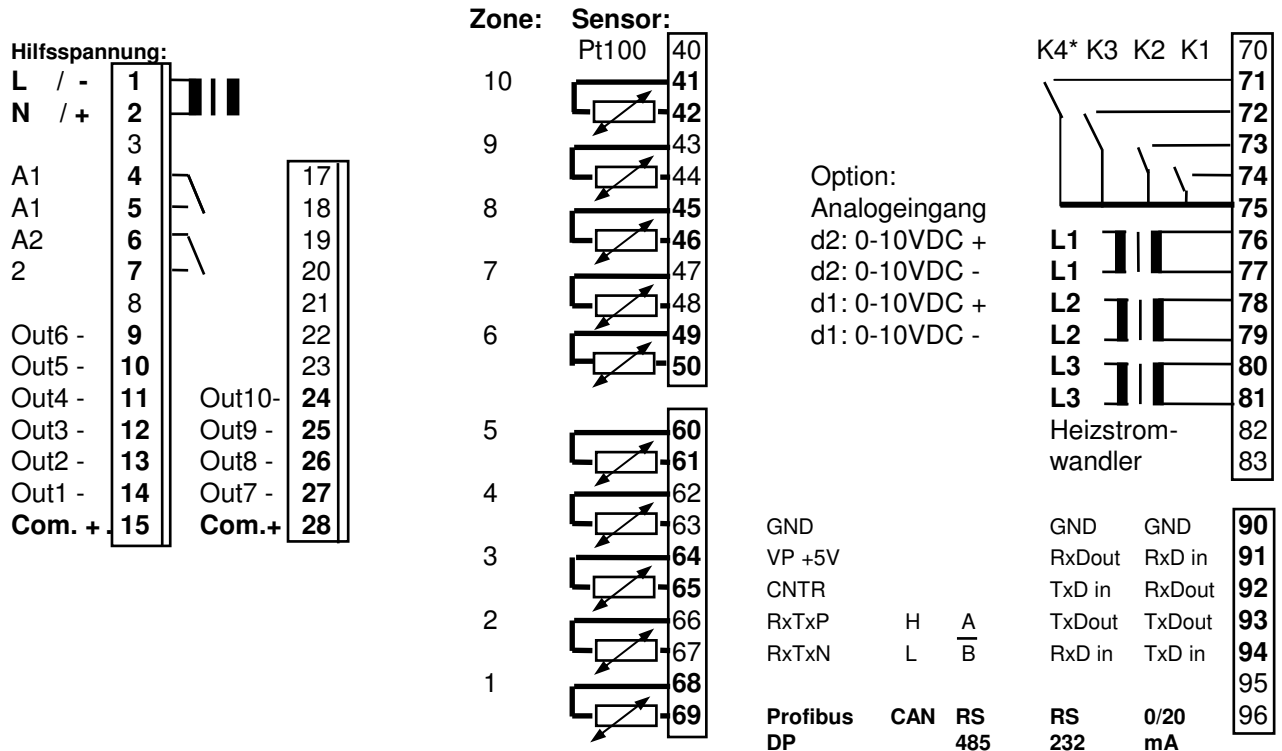 Zone: Sensor:
Hilfsspannung:
L / - 1
N / + 2
3
A1 4
A1 5
A2 6
2 7
8
Out6 - 9
Out5 - 10
Out4 - 11
Out3 - 12
Out2 - 13
Out1 - 14
Com. + . 15
17
18
19
20
21
22
23
Out10- 24
Out9 - 25
Out8 - 26
Out7 - 27
Com.+ 28
Pt100 40
10 41
42
9 43
44
8 45
46
7 47
48
6 49
50
5 60
61
4 62
63
3 64
65
2 66
67
1 68
69
Option:
Analogeingang
d2: 0-10VDC +
d2: 0-10VDC -
d1: 0-10VDC +
d1: 0-10VDC -
K4* K3 K2 K1 70
71
72
73
74
75
L1 76
L1 77
L2 78
L2 79
L3 80
L3 81
Heizstrom- 82
wandler 83
GND GND GND 90
VP +5V RxDout RxD in 91
CNTR TxD in RxDout 92
RxTxP H A TxDout TxDout 93
RxTxN L B RxD in TxD in 94
95
Profibus CAN RS RS 0/20 96
DP 485 232 mA